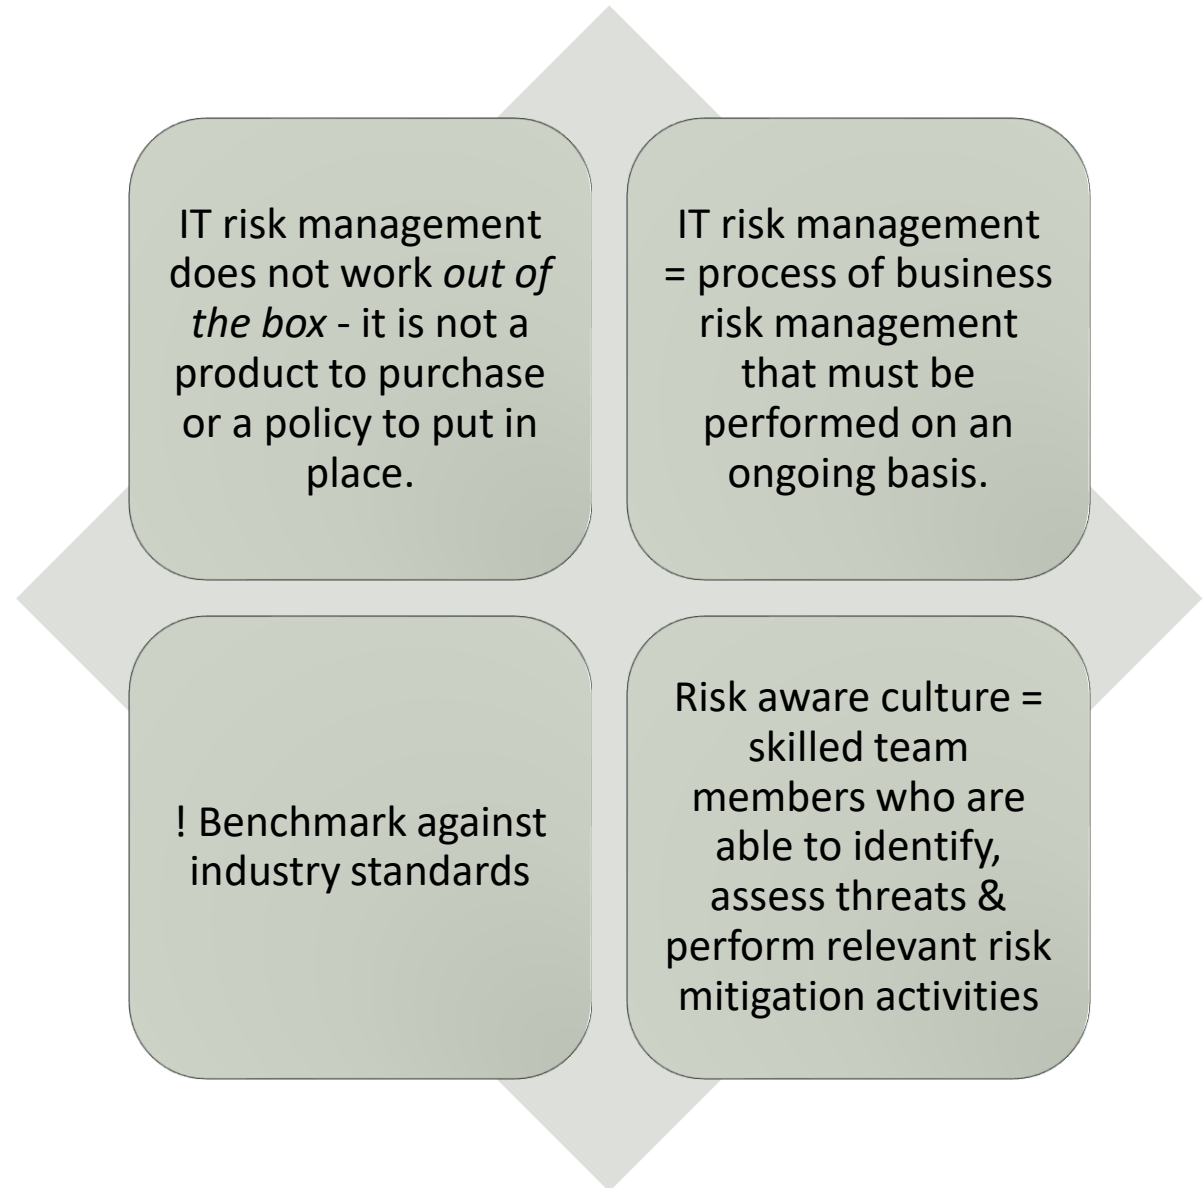 IT risk management
does not work out of
the box - it is not a
product to purchase
or a policy to put in
place.
IT risk management
= process of business
risk management
that must be
performed on an
ongoing basis.
! Benchmark against
industry standards
Risk aware culture =
skilled team
members who are
able to identify,
assess threats &
perform relevant risk
mitigation activities